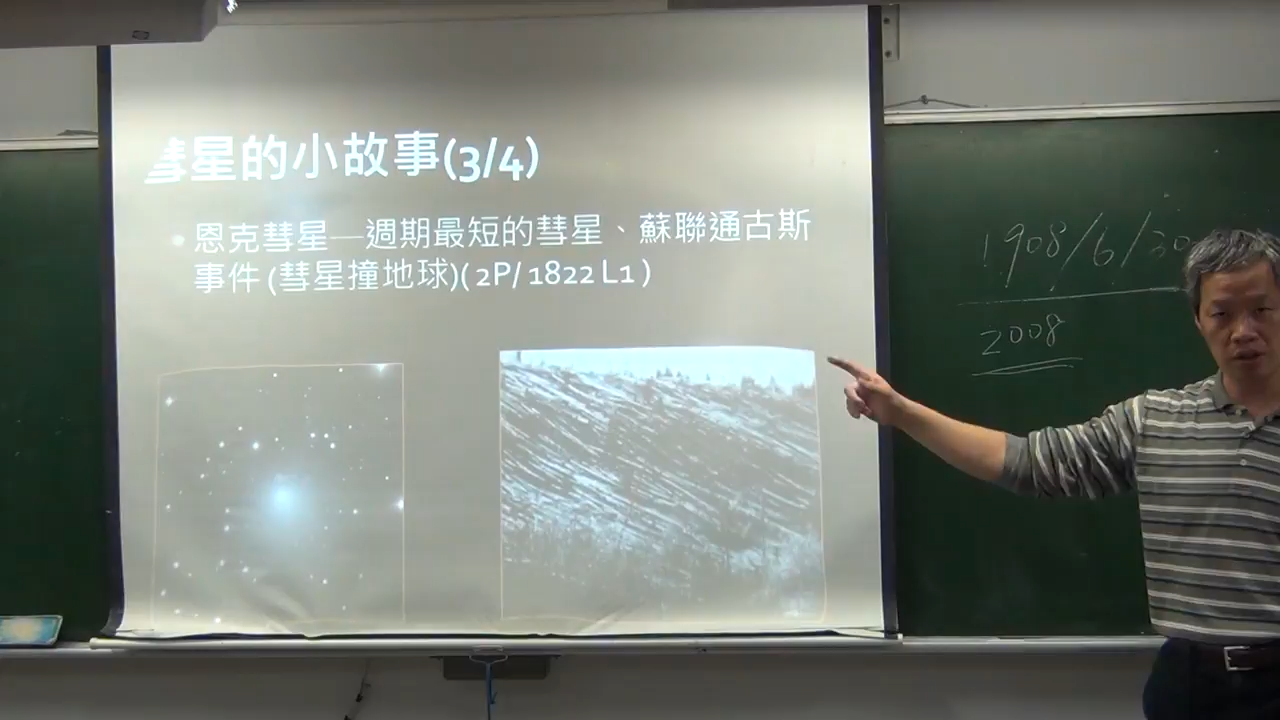 彗星的小故事(3/4)
恩克彗星—週期最短的彗星、蘇聯通古斯
事件 (彗星撞地球)( 2P/ 1822 L1 )
1908/6/30
2008